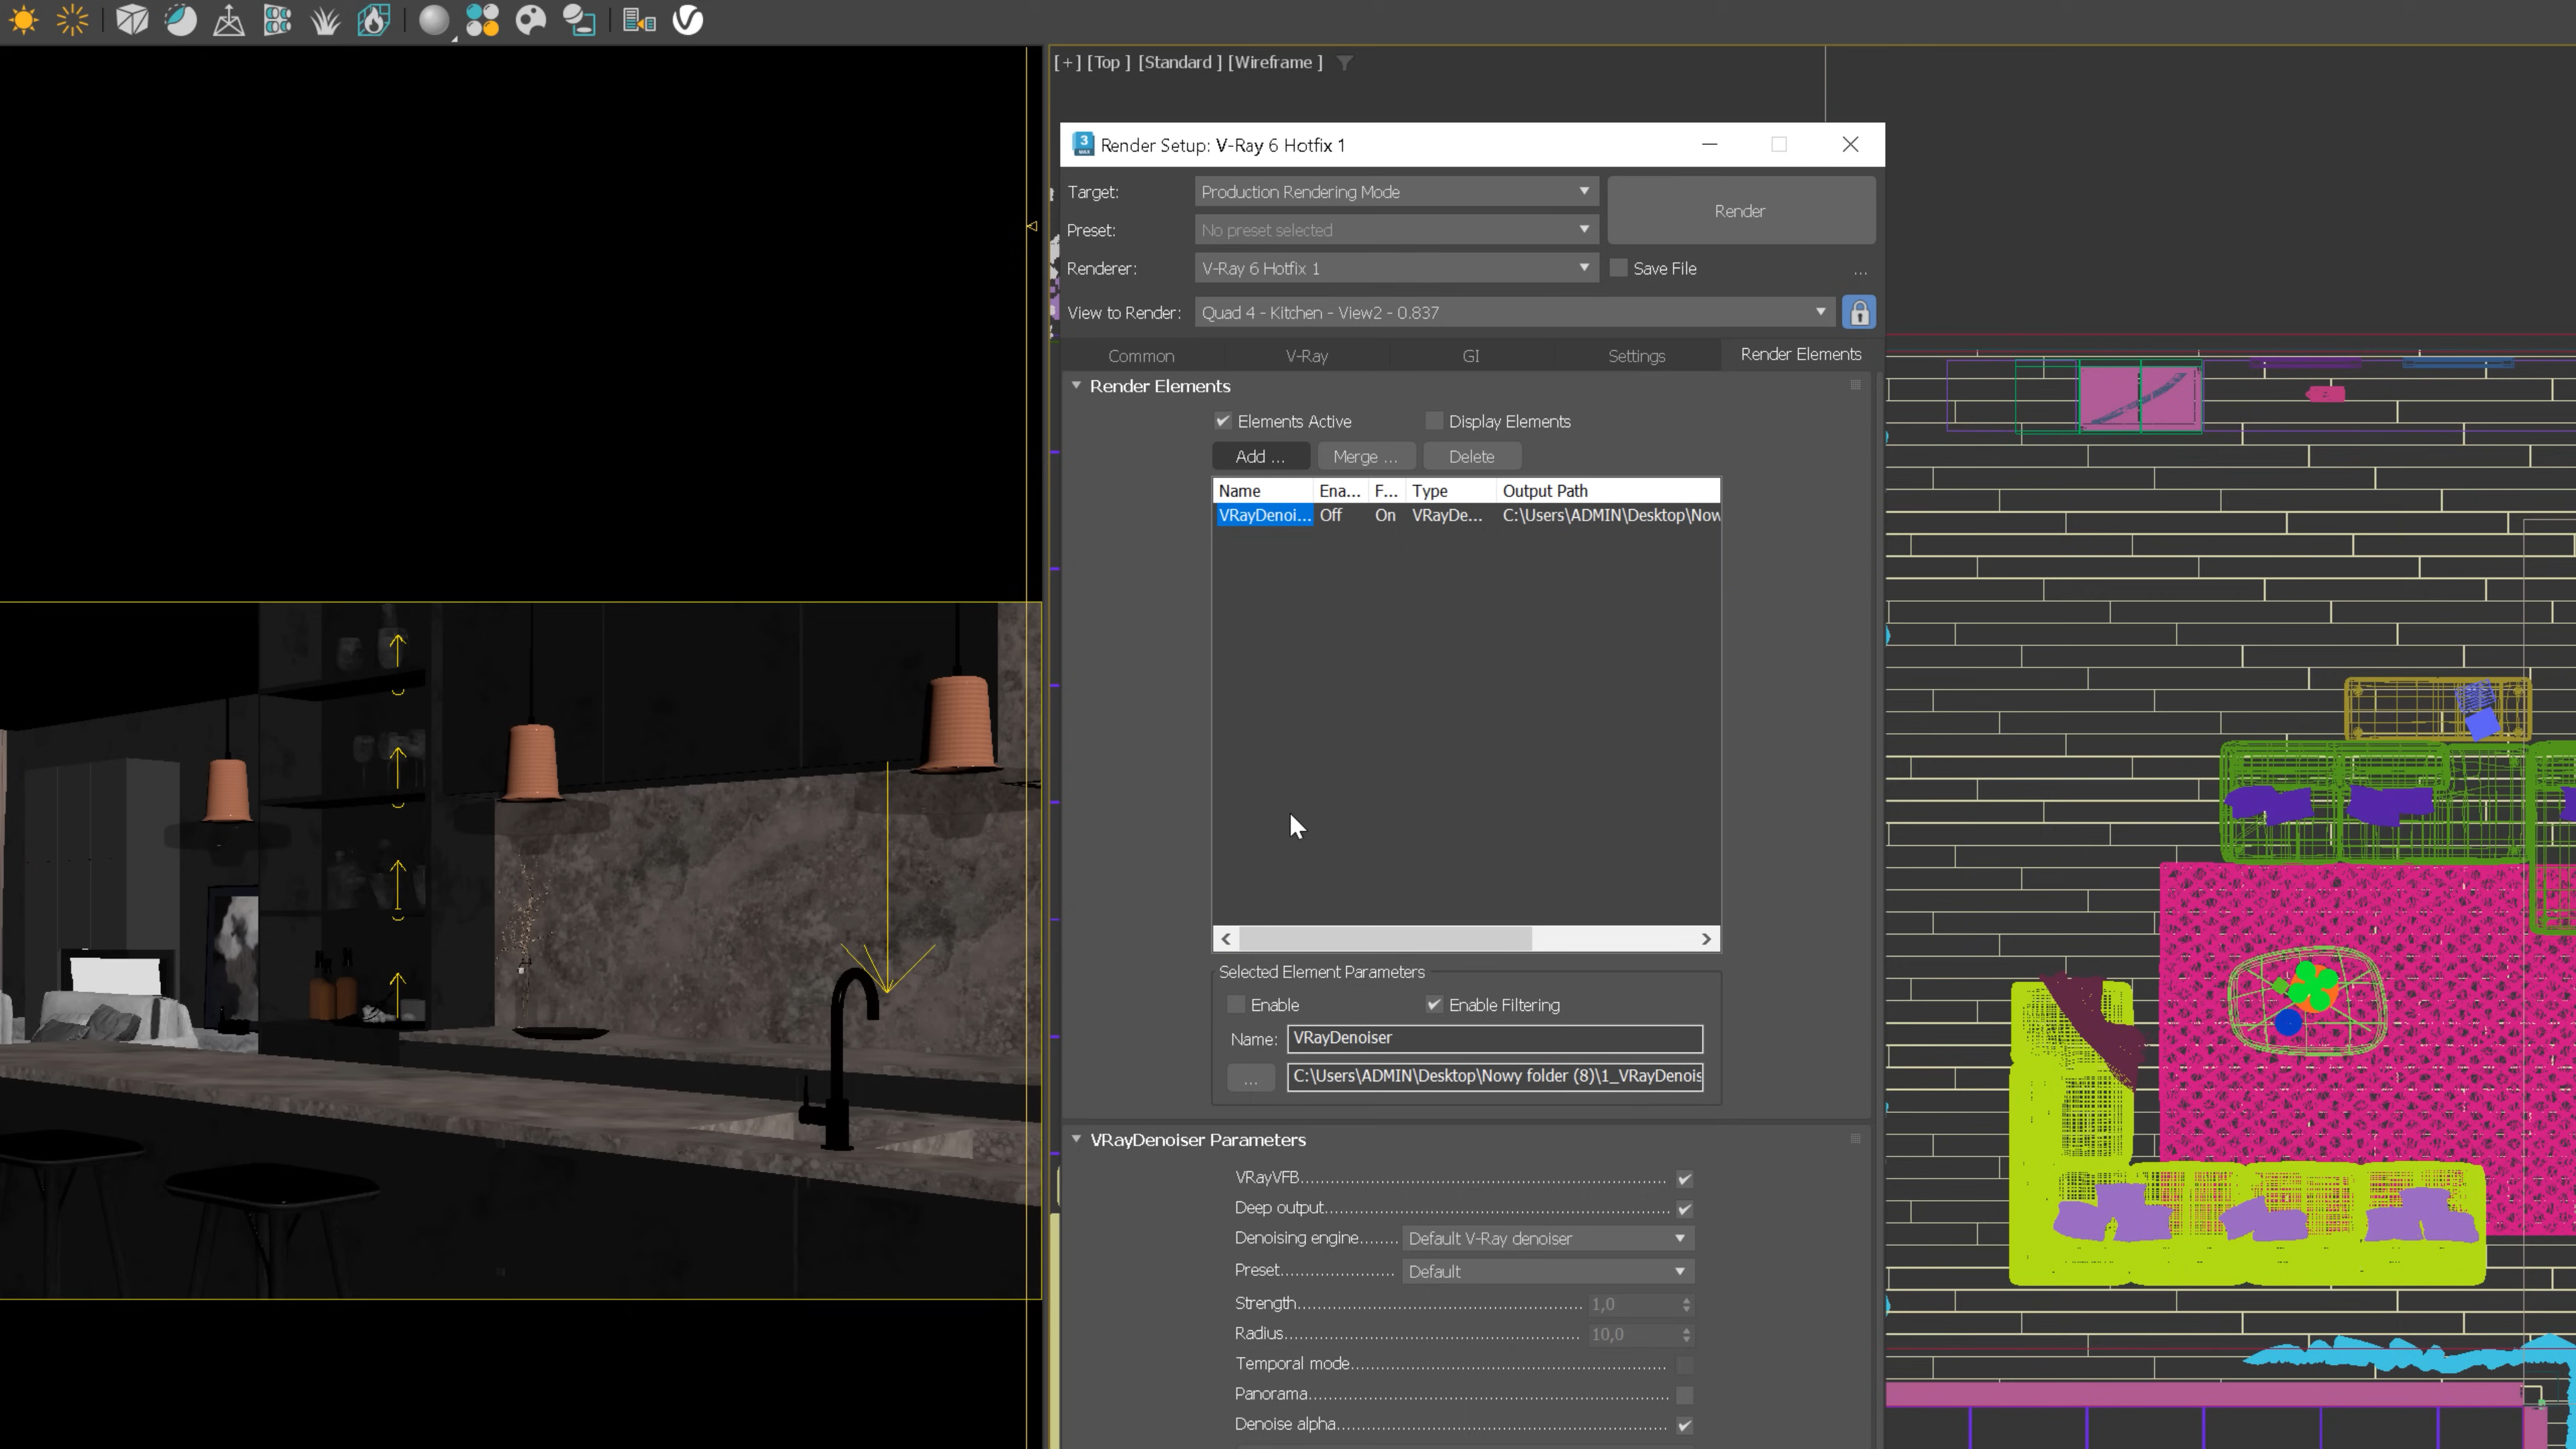 [+] [Top ] [Standard ] [Wireframe ]
3
MAX
Render Setup: V-Ray 6 Hotfix 1
Target:
Production Rendering Mode
Render
Preset:
No preset selected
Renderer:
V-Ray 6 Hotfix 1
Save File
...
View to Render:
Quad 4 - Kitchen - View2 - 0.837
Common
V-Ray
GI
Settings
Render Elements
Render Elements
Elements Active
Display Elements
Add ...
Merge ...
Delete
Name
Ena...
F...
Type
Output Path
VRayDenoi...
Off
On
VRayDe...
C:\Users\ADMIN\Desktop\Now
Selected Element Parameters
Enable
Enable Filtering
Name:
VRayDenoiser
...
C:\Users\ADMIN\Desktop\Nowy folder (8)\1_VRayDenois
VRayDenoiser Parameters
VRayVFB
Deep output
Denoising engine
Default V-Ray denoiser
Preset
Default
Strength
1,0
Radius
10,0
Temporal mode
Panorama
Denoise alpha